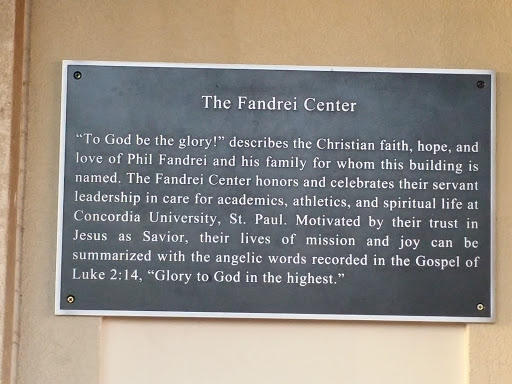 The Fandrei Center
“To God be the glory!” describes the Christian faith, hope, and
love of Phil Fandrei and his family for whom this building is
named. The Fandrei Center honors and celebrates their servant
leadership in care for academics, athletics, and spiritual life at
Concordia University, St. Paul. Motivated by their trust in
Jesus as Savior, their lives of mission and joy can be
summarized with the angelic words recorded in the Gospel of
Luke 2:14, “Glory to God in the highest.”